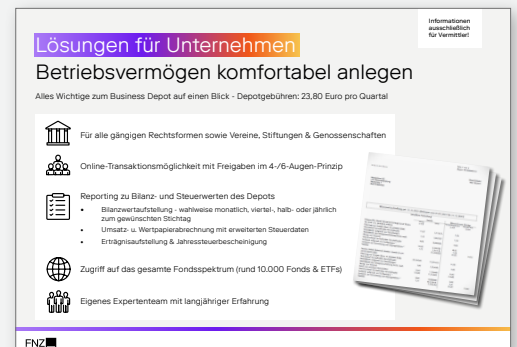 Informationen
ausschließlich
für Vermittler!
Lösungen für Unternehmen
Betriebsvermögen komfortabel anlegen
Alles Wichtige zum Business Depot auf einen Blick - Depotgebühren: 23,80 Euro pro Quartal
Für alle gängigen Rechtsformen sowie Vereine, Stiftungen & Genossenschaften
Online-Transaktionsmöglichkeit mit Freigaben im 4-/6-Augen-Prinzip
Reporting zu Bilanz- und Steuerwerten des Depots
• Bilanzwertaufstellung - wahlweise monatlich, viertel-, halb- oder jährlich
zum gewünschten Stichtag
• Umsatz- u. Wertpapierabrechnung mit erweiterten Steuerdaten
• Erträgnisaufstellung & Jahressteuerbescheinigung
Zugriff auf das gesamte Fondsspektrum (rund 10.000 Fonds & ETFs)
Eigenes Expertenteam mit langjähriger Erfahrung
FNZ